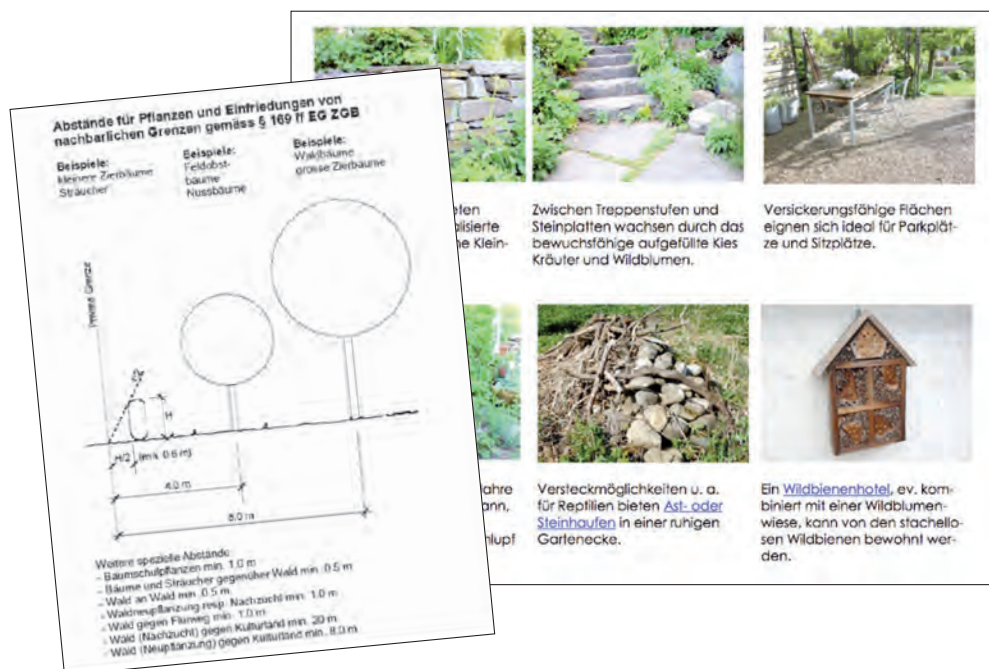 Abstände für Pflanzen und Einfriedungen von
nachbarlichen Grenzen gemäss § 169 ff EG ZGB
Beispiele:
kleinere Zierbäume
Sträucher
Beispiele:
Feldobst-
bäume
Nussbäume
Beispiele:
Waldbäume
grosse Zierbäume
Grenze
H
H/2
(min. 0.6 m)
4.0 m
8.0 m
Weitere spezielle Abstände
- Baumschulpflanzen min. 1.0 m
- Bäume und Sträucher gegenüber Wald min. 0.5 m
- Wald an Wald min. 0.5 m
- Waldneupflanzung resp. Nachzucht min. 1.0 m
- Wald gegen Flurweg min. 1.0 m
- Wald (Nachzucht) gegen Kulturland min. 20 m
- Wald (Neupflanzung) gegen Kulturland min. 8.0 m
Zwischen Treppenstufen und
Steinplatten wachsen durch das
bewuchsfähige aufgefüllte Kies
Kräuter und Wildblumen.
Versickerungsfähige Flächen
eignen sich ideal für Parkplät-
ze und Sitzplätze.
Versteckmöglichkeiten u. a.
für Reptilien bieten Ast- oder
Steinhaufen in einer ruhigen
Gartenecke.
Ein Wildbienenhotel, ev. kom-
biniert mit einer Wildblumen-
wiese, kann von den stachello-
sen Wildbienen bewohnt wer-
den.